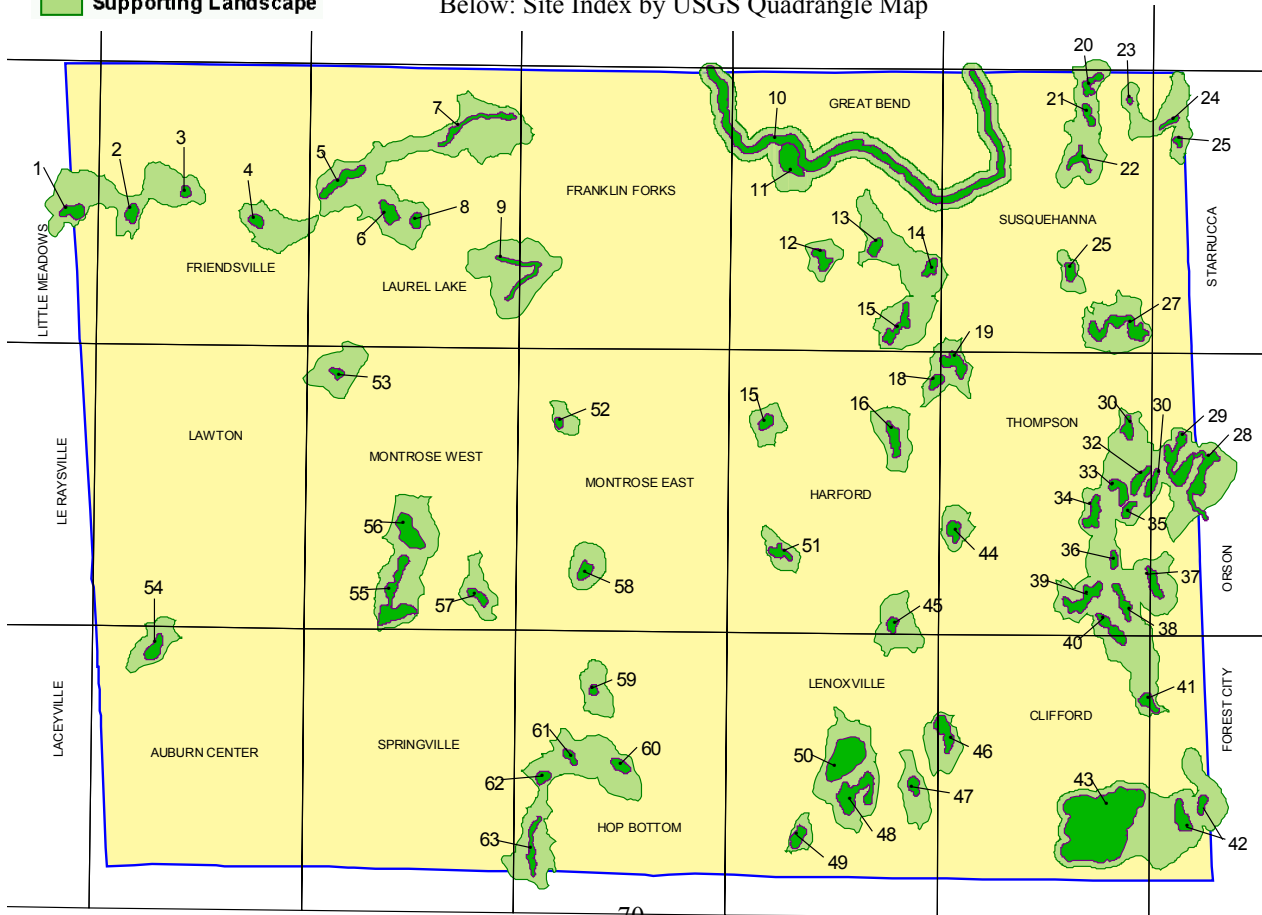 Supporting Landscape
Below: Site Index by USGS Quadrangle Map
20
23
7
10
GREAT BEND
24
21
25
1
2
3
5
4
22
11
FRANKLIN FORKS
8
9
6
13
14
SUSQUEHANNA
12
25
STARRUCCA
FRIENDSVILLE
LITTLE MEADOWS
LAUREL LAKE
15
27
19
53
18
15
16
52
30
30
29
THOMPSON
28
LAWTON
32
MONTROSE WEST
33
LE RAYSVILLE
MONTROSE EAST
HARFORD
34
35
56
51
44
36
ORSON
37
58
39
55
57
54
45
38
40
59
LENOXVILLE
41
LACEYVILLE
CLIFFORD
FOREST CITY
AUBURN CENTER
SPRINGVILLE
61
60
46
50
62
43
47
48
HOP BOTTOM
63
49
42
70